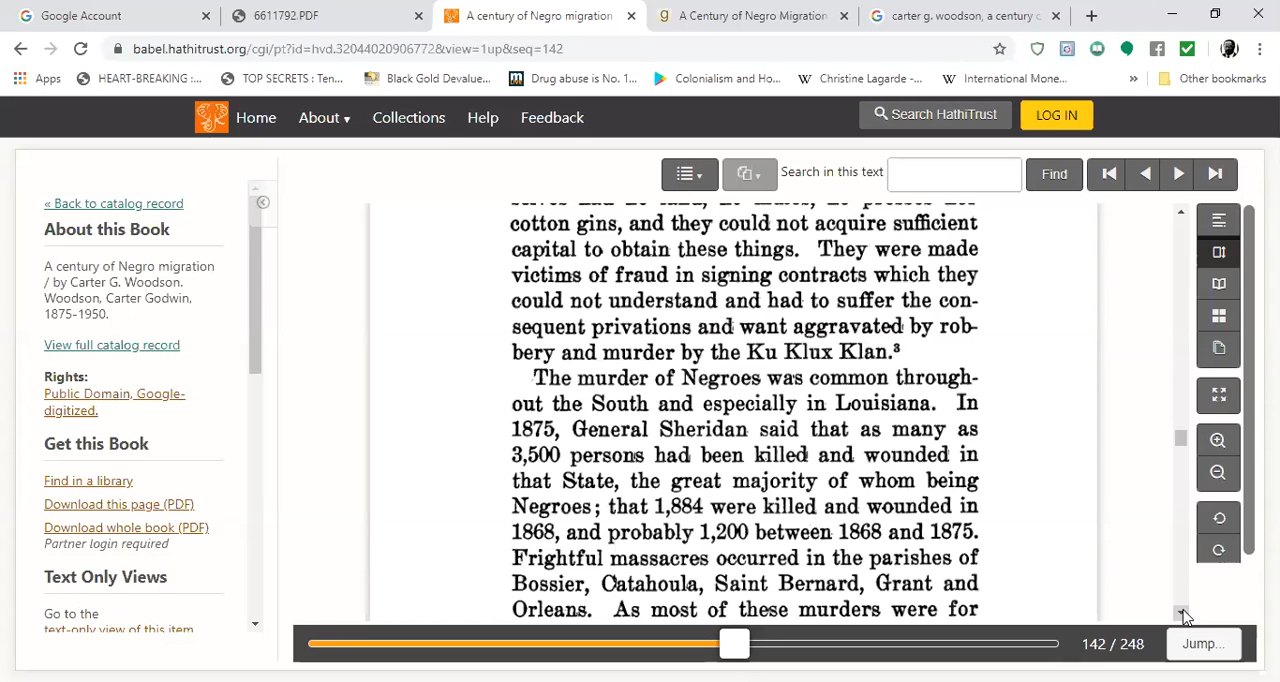 Google Account
6611792.PDF
A century of Negro migration
A Century of Negro Migration
carter g. woodson, a century c
babel.hathitrust.org/cgi/pt?id=hvd.32044020906772&view=1up&seq=142
Apps
HEART-BREAKING :...
TOP SECRETS : Ten...
Black Gold Devalue...
Drug abuse is No. 1...
Colonialism and Ho...
Christine Lagarde -...
International Mone...
Other bookmarks
Home
About
Collections
Help
Feedback
Search HathiTrust
LOG IN
« Back to catalog record
About this Book
A century of Negro migration
/ by Carter G. Woodson.
Woodson, Carter Godwin,
1875-1950.
View full catalog record
Rights:
Public Domain, Google-
digitized.
Get this Book
Find in a library
Download this page (PDF)
Download whole book (PDF)
Partner login required
Text Only Views
Go to the
text-only view of this item
Search in this text
Find
cotton gins, and they could not acquire sufficient
capital to obtain these things. They were made
victims of fraud in signing contracts which they
could not understand and had to suffer the con-
sequent privations and want aggravated by rob-
bery and murder by the Ku Klux Klan.³
The murder of Negroes was common through-
out the South and especially in Louisiana. In
1875, General Sheridan said that as many as
3,500 persons had been killed and wounded in
that State, the great majority of whom being
Negroes; that 1,884 were killed and wounded in
1868, and probably 1,200 between 1868 and 1875.
Frightful massacres occurred in the parishes of
Bossier, Catahoula, Saint Bernard, Grant and
Orleans. As most of these murders were for
142 / 248
Jump...